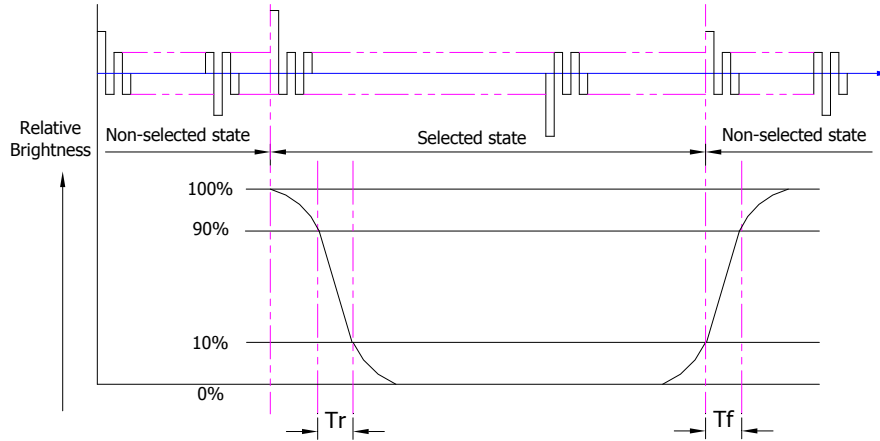 Relative
Brightness
Non-selected state
Selected state
Non-selected state
100%
90%
10%
0%
Tr
Tf